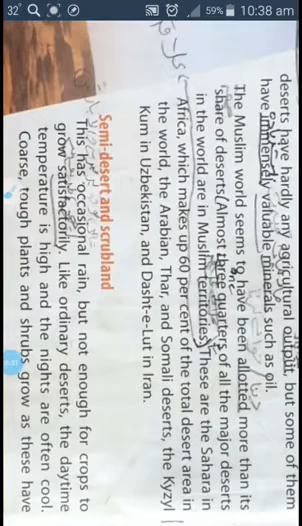 32° 59% 10:38 am
deserts have hardly any agricultural output, but some of them
have immensely valuable minerals such as oil.
The Muslim world seems to have been allotted more than its
share of deserts(Almost three quarters of all the major deserts
in the world are in Muslim territories) These are the Sahara in
Africa, which makes up 60 per cent of the total desert area in
the world, the Arabian, Thar, and Somali deserts, the Kyzyl
Kum in Uzbekistan, and Dasht-e-Lut in Iran.
Semi-desert and scrubland
This has occasional rain, but not enough for crops to
grow satisfactorily. Like ordinary deserts, the daytime
temperature is high and the nights are often cool.
Coarse, rough plants and shrubs grow as these have